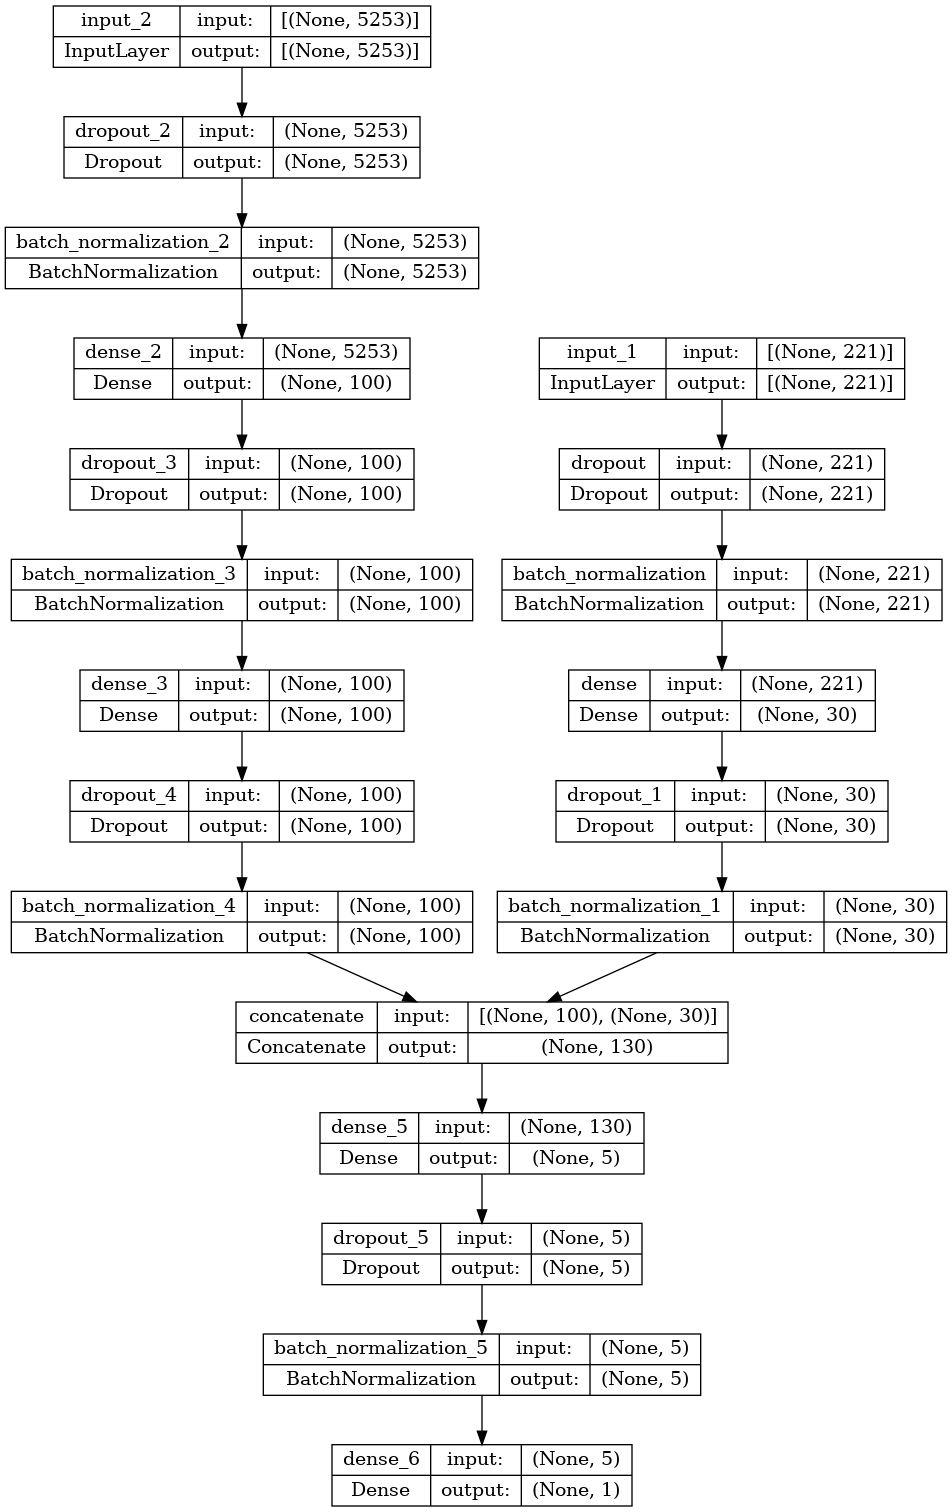 input_2 input: [(None, 5253)]
InputLayer output: [(None, 5253)]
dropout_2 input: (None, 5253)
Dropout output: (None, 5253)
batch_normalization_2 input: (None, 5253)
BatchNormalization output: (None, 5253)
dense_2 input: (None, 5253)
Dense output: (None, 100)
input_1 input: [(None, 221)]
InputLayer output: [(None, 221)]
dropout_3 input: (None, 100)
Dropout output: (None, 100)
dropout input: (None, 221)
Dropout output: (None, 221)
batch_normalization_3 input: (None, 100)
BatchNormalization output: (None, 100)
batch_normalization input: (None, 221)
BatchNormalization output: (None, 221)
dense_3 input: (None, 100)
Dense output: (None, 100)
dense input: (None, 221)
Dense output: (None, 30)
dropout_4 input: (None, 100)
Dropout output: (None, 100)
dropout_1 input: (None, 30)
Dropout output: (None, 30)
batch_normalization_4 input: (None, 100)
BatchNormalization output: (None, 100)
batch_normalization_1 input: (None, 30)
BatchNormalization output: (None, 30)
concatenate input: [(None, 100), (None, 30)]
Concatenate output: (None, 130)
dense_5 input: (None, 130)
Dense output: (None, 5)
dropout_5 input: (None, 5)
Dropout output: (None, 5)
batch_normalization_5 input: (None, 5)
BatchNormalization output: (None, 5)
dense_6 input: (None, 5)
Dense output: (None, 1)